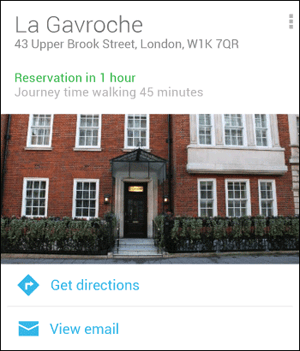 La Gavroche
43 Upper Brook Street, London, W1K 7QR
Reservation in 1 hour
Journey time walking 45 minutes
Get directions
View email